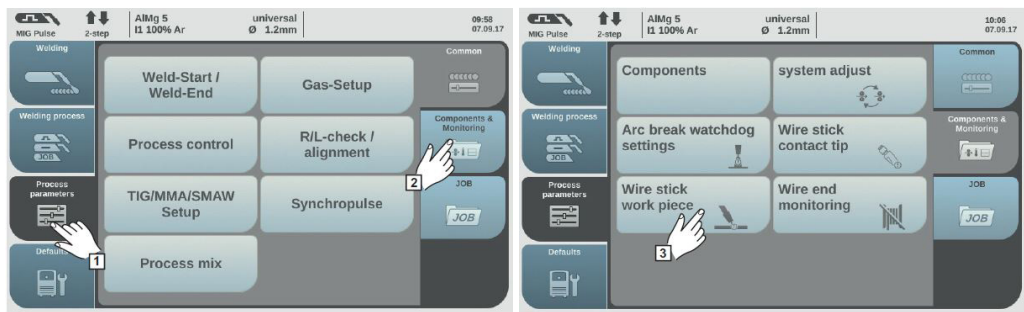 MIG Pulse
2-step
AlMg 5
I1 100% Ar
universal
Ø 1.2mm
09:58
07.09.17
Welding
Welding process
JOB
Process
parameters
1
Defaults
Weld-Start /
Weld-End
Gas-Setup
Process control
R/L-check /
alignment
TIG/MMA/SMAW
Setup
Synchropulse
Process mix
Common
Components &
Monitoring
2
JOB
JOB
MIG Pulse
2-step
AlMg 5
I1 100% Ar
universal
Ø 1.2mm
10:06
07.09.17
Welding
Welding process
JOB
Process
parameters
Defaults
Components
system adjust
Arc break watchdog
settings
Wire stick
contact tip
Wire stick
work piece
3
Wire end
monitoring
Common
Components &
Monitoring
JOB
JOB